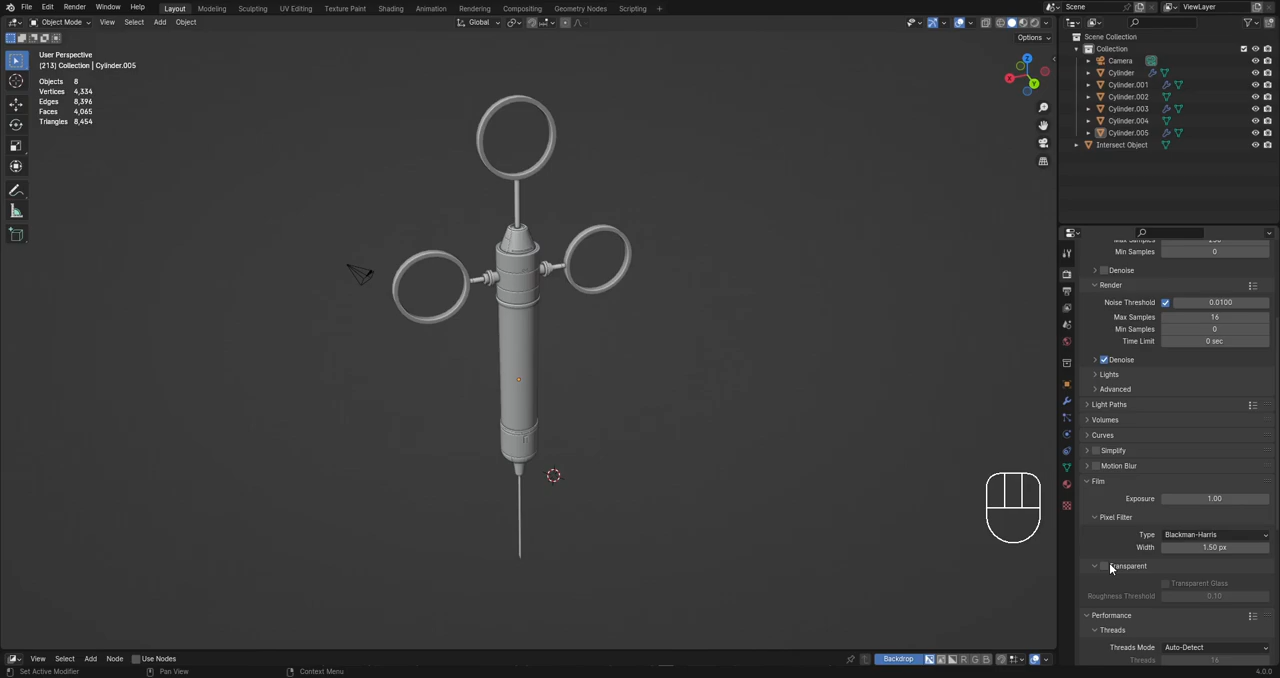 File Edit Render Window Help Layout Modeling Sculpting UV Editing Texture Paint Shading Animation Rendering Compositing Geometry Nodes Scripting + Scene ViewLayer
Object Mode View Select Add Object Global
Options
User Perspective
(213) Collection | Cylinder.005
Objects 8
Vertices 4,334
Edges 8,396
Faces 4,065
Triangles 8,454
Z
X
Y
Scene Collection
Collection
Camera
Cylinder
Cylinder.001
Cylinder.002
Cylinder.003
Cylinder.004
Cylinder.005
Intersect Object
Min Samples 0
Denoise
Render
Noise Threshold 0.0100
Max Samples 16
Min Samples 0
Time Limit 0 sec
Denoise
Lights
Advanced
Light Paths
Volumes
Curves
Simplify
Motion Blur
Film
Exposure 1.00
Pixel Filter
Type Blackman-Harris
Width 1.50 px
Transparent Glass
Roughness Threshold 0.10
Performance
Threads
Threads Mode Auto-Detect
Threads 16
View Select Add Node Use Nodes Backdrop R G B
Set Active Modifier Pan View Context Menu 4.0.0